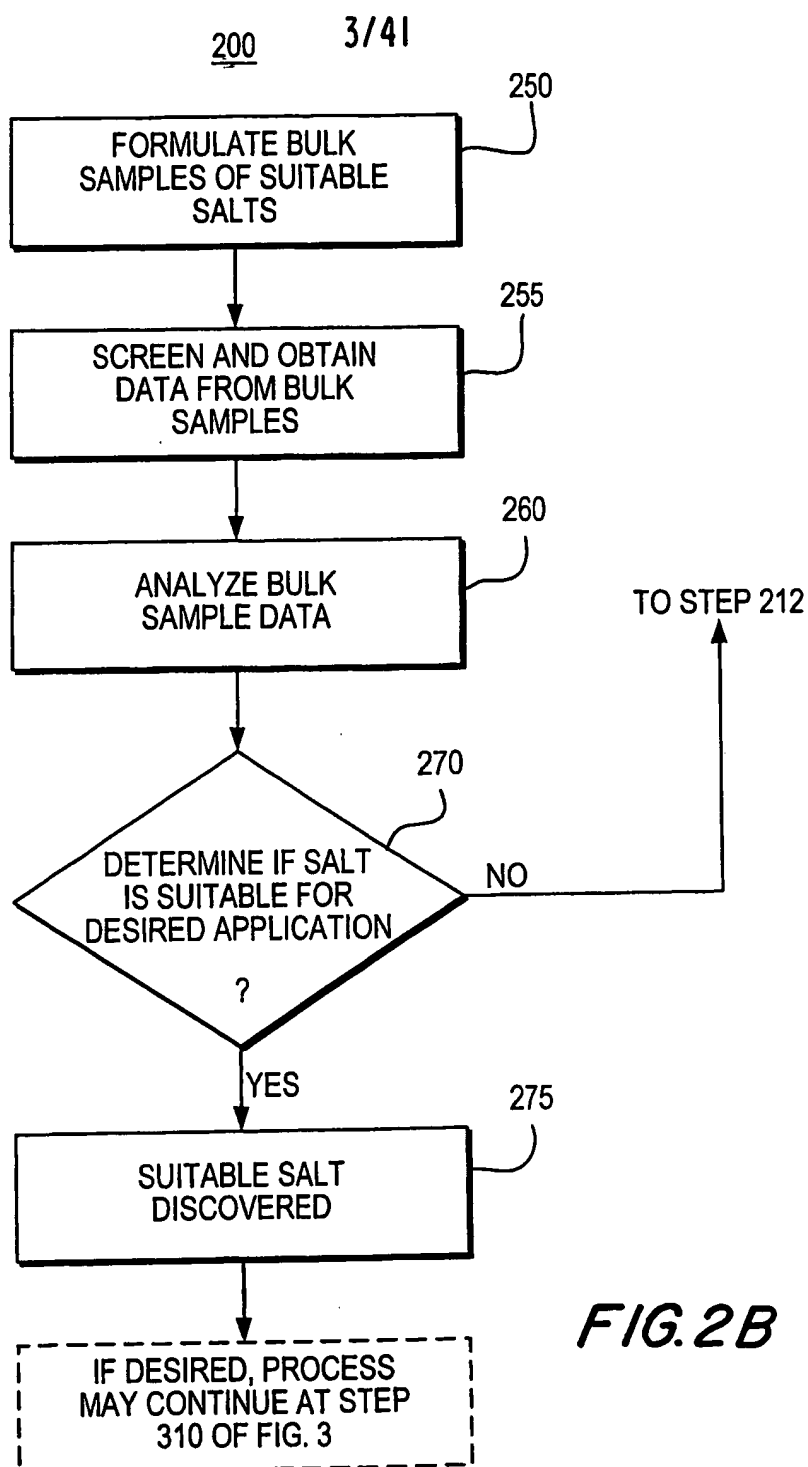 200
3/41
250
FORMULATE BULK
SAMPLES OF SUITABLE
SALTS
255
SCREEN AND OBTAIN
DATA FROM BULK
SAMPLES
260
ANALYZE BULK
SAMPLE DATA
TO STEP 212
270
DETERMINE IF SALT
IS SUITABLE FOR
DESIRED APPLICATION
?
NO
YES
275
SUITABLE SALT
DISCOVERED
IF DESIRED, PROCESS
MAY CONTINUE AT STEP
310 OF FIG. 3
FIG. 2B